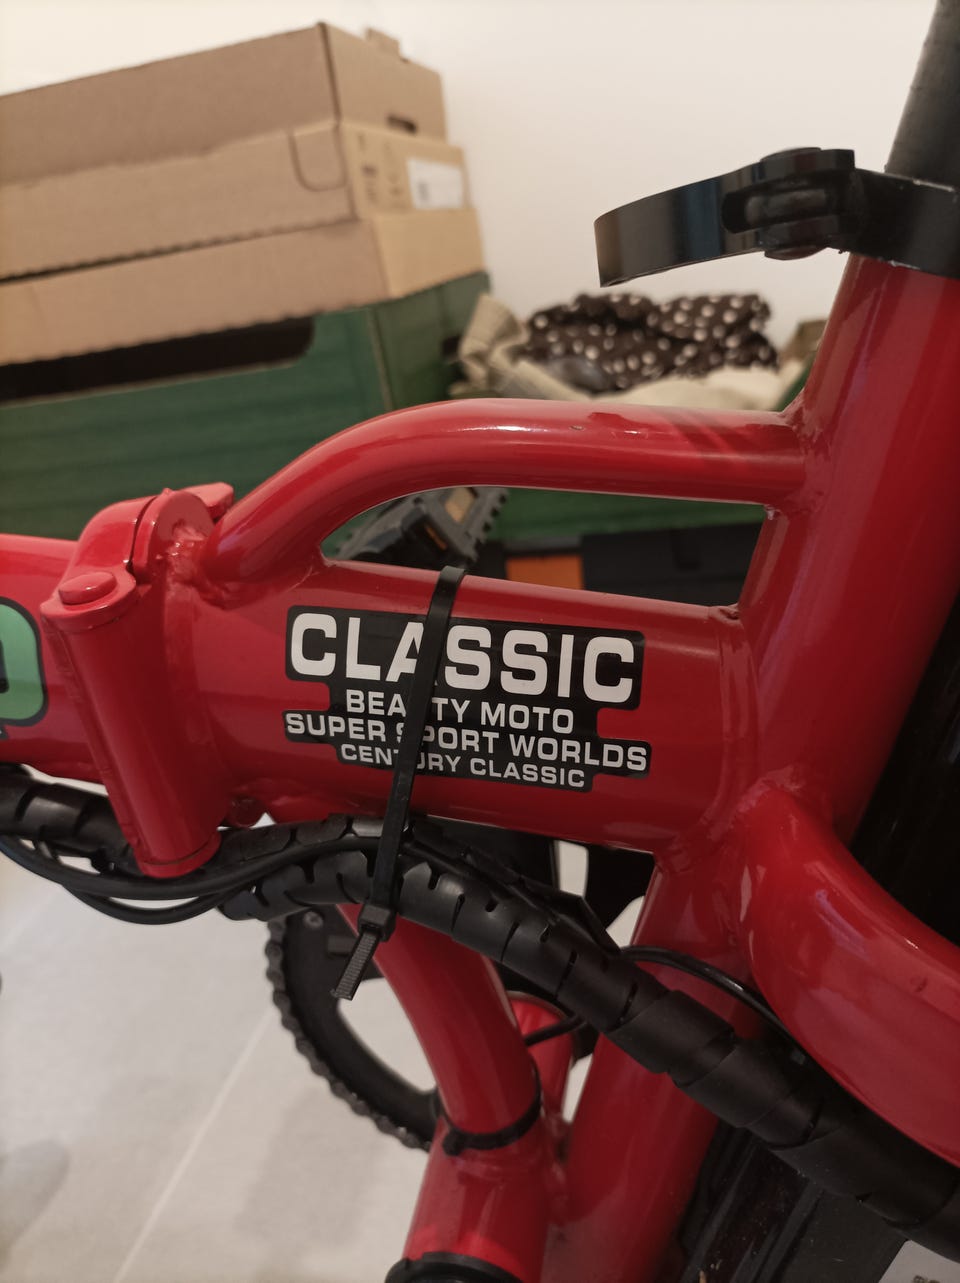 CLASSIC
BEAUTY MOTO
SUPER SPORT WORLDS
CENTURY CLASSIC